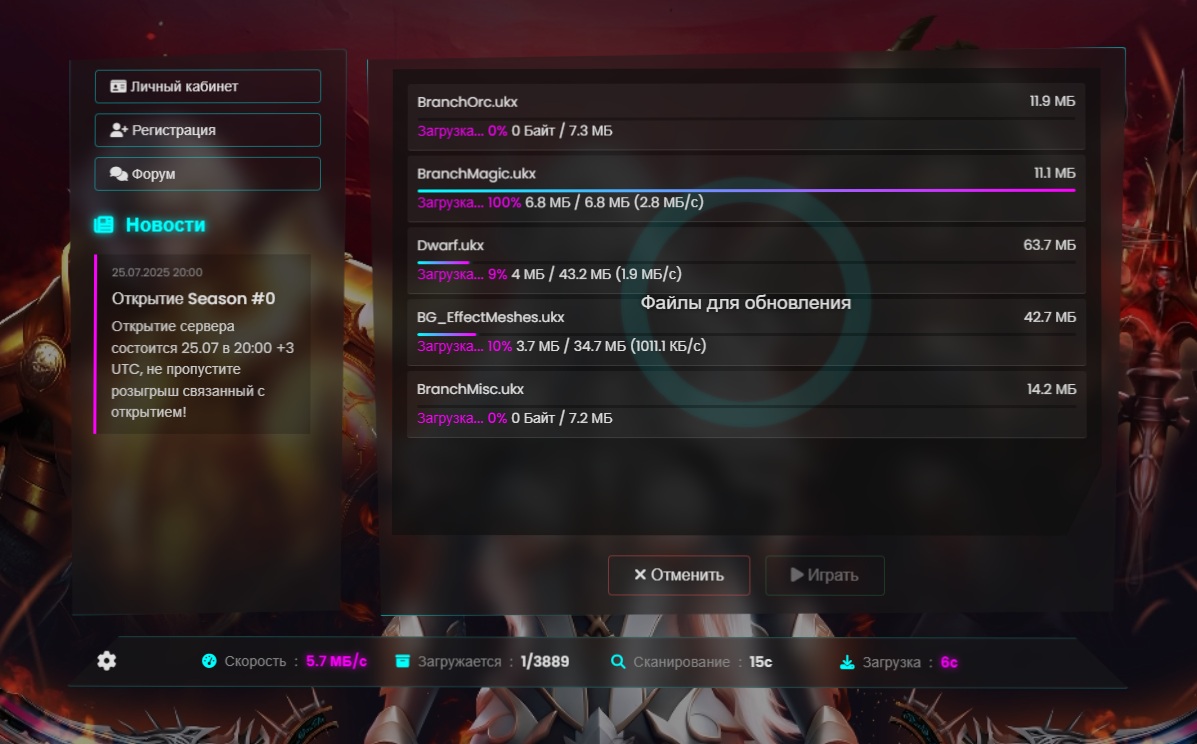 Личный кабинет
Регистрация
Форум
Новости
25.07.2025 20:00
Открытие Season #0
Открытие сервера
состоится 25.07 в 20:00 +3
UTC, не пропустите
розыгрыш связанный с
открытием!
BranchOrc.ukx 11.9 МБ
Загрузка... 0% 0 Байт / 7.3 МБ
BranchMagic.ukx 11.1 МБ
Загрузка... 100% 6.8 МБ / 6.8 МБ (2.8 МБ/с)
Dwarf.ukx 63.7 МБ
Загрузка... 9% 4 МБ / 43.2 МБ (1.9 МБ/с)
Файлы для обновления
BG_EffectMeshes.ukx 42.7 МБ
Загрузка... 10% 3.7 МБ / 34.7 МБ (1011.1 КБ/с)
BranchMisc.ukx 14.2 МБ
Загрузка... 0% 0 Байт / 7.2 МБ
Отменить Играть
Скорость : 5.7 МБ/с Загружается : 1/3889 Сканирование : 15с Загрузка : 6с